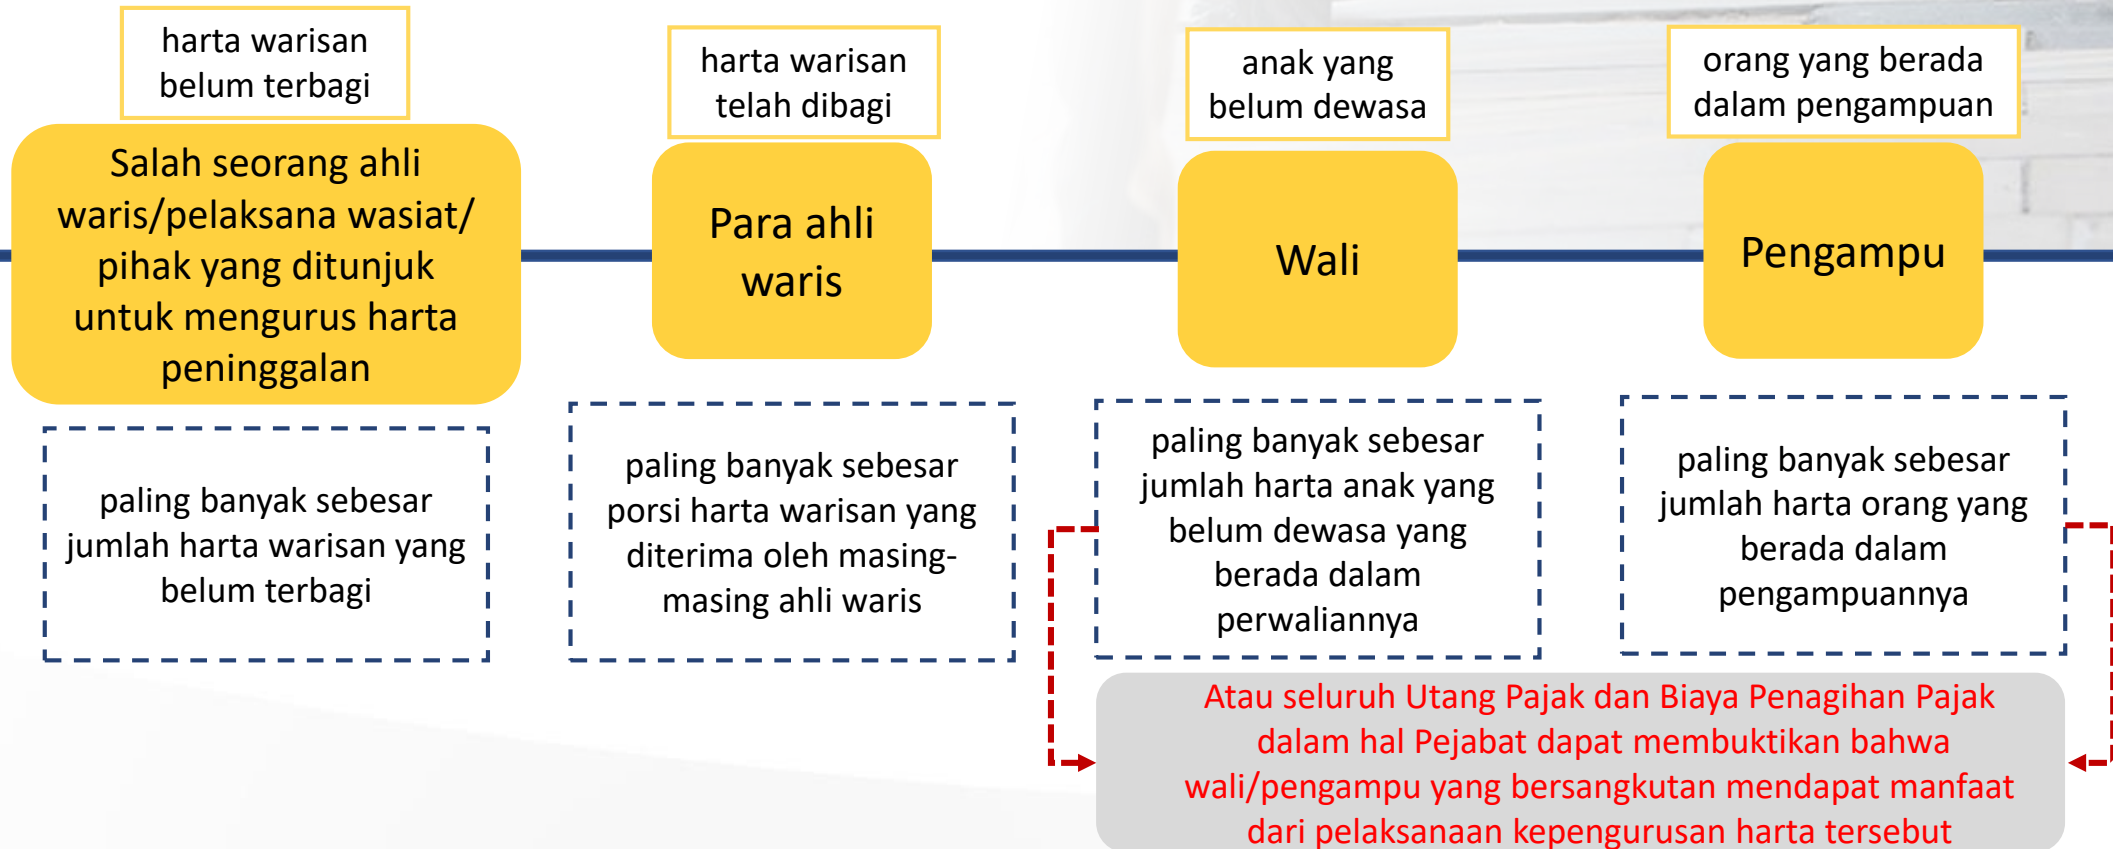 harta warisan
belum terbagi
Salah seorang ahli
waris/pelaksana wasiat/
pihak yang ditunjuk
untuk mengurus harta
peninggalan
paling banyak sebesar
jumlah harta warisan yang
belum terbagi
harta warisan
telah dibagi
Para ahli
waris
paling banyak sebesar
porsi harta warisan yang
diterima oleh masing-
masing ahli waris
anak yang
belum dewasa
Wali
paling banyak sebesar
jumlah harta anak yang
belum dewasa yang
berada dalam
perwaliannya
orang yang berada
dalam pengampuan
Pengampu
paling banyak sebesar
jumlah harta orang yang
berada dalam
pengampuannya
Atau seluruh Utang Pajak dan Biaya Penagihan Pajak
dalam hal Pejabat dapat membuktikan bahwa
wali/pengampu yang bersangkutan mendapat manfaat
dari pelaksanaan kepengurusan harta tersebut